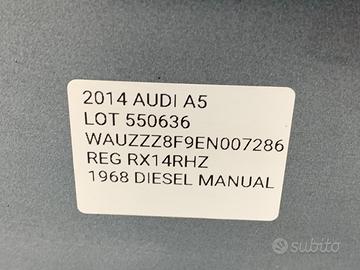 2014 AUDI A5
LOT 550636
WAUZZZ8F9EN007286
REG RX14RHZ
1968 DIESEL MANUAL
subito